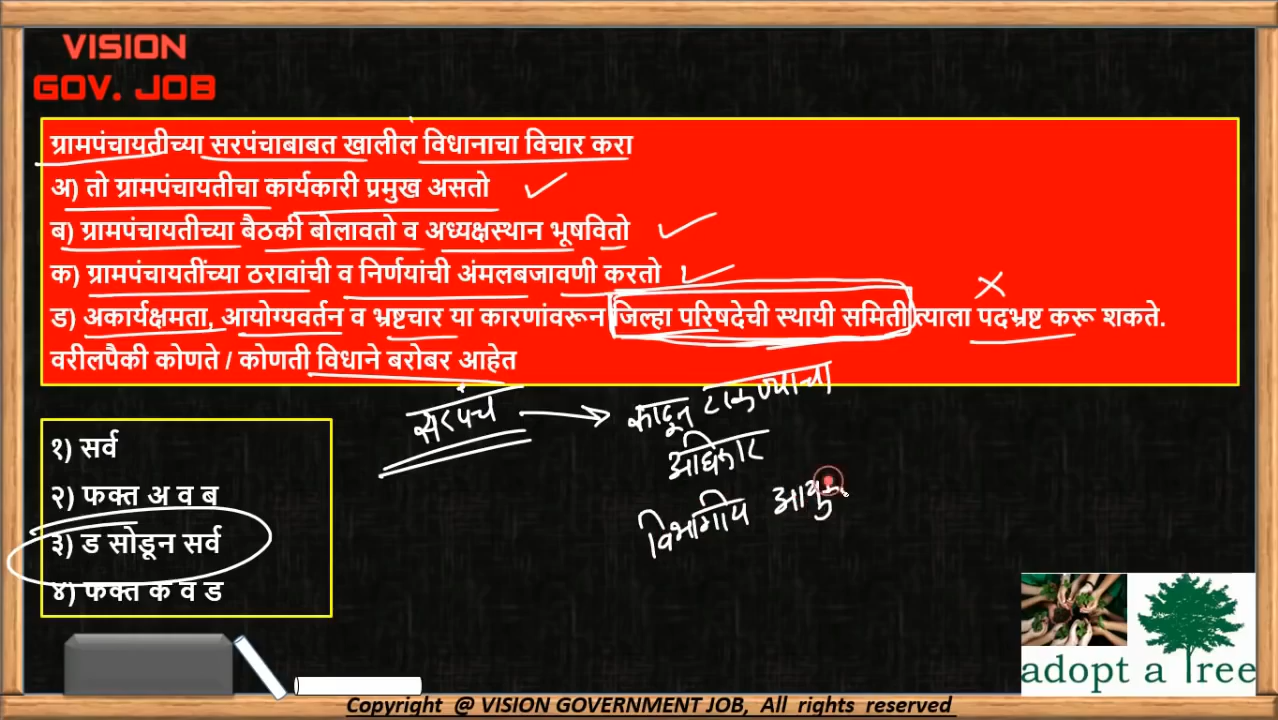 VISION
GOV. JOB
ग्रामपंचायतीच्या सरपंचाबाबत खालील विधानाचा विचार करा
अ) तो ग्रामपंचायतीचा कार्यकारी प्रमुख असतो
ब) ग्रामपंचायतीच्या बैठकी बोलावतो व अध्यक्षस्थान भूषवितो
क) ग्रामपंचायतींच्या ठरावांची व निर्णयांची अंमलबजावणी करतो
ड) अकार्यक्षमता, आयोग्यवर्तन व भ्रष्टचार या कारणांवरून जिल्हा परिषदेची स्थायी समिती त्याला पदभ्रष्ट करू शकते.
वरीलपैकी कोणते / कोणती विधाने बरोबर आहेत
सरपंच काढून टाकण्याचा
अधिकार
विभागीय
१) सर्व
२) फक्त अ व ब
३) ड सोडून सर्व
४) फक्त क व ड
adopt a Tree
Copyright @ VISION GOVERNMENT JOB, All rights reserved